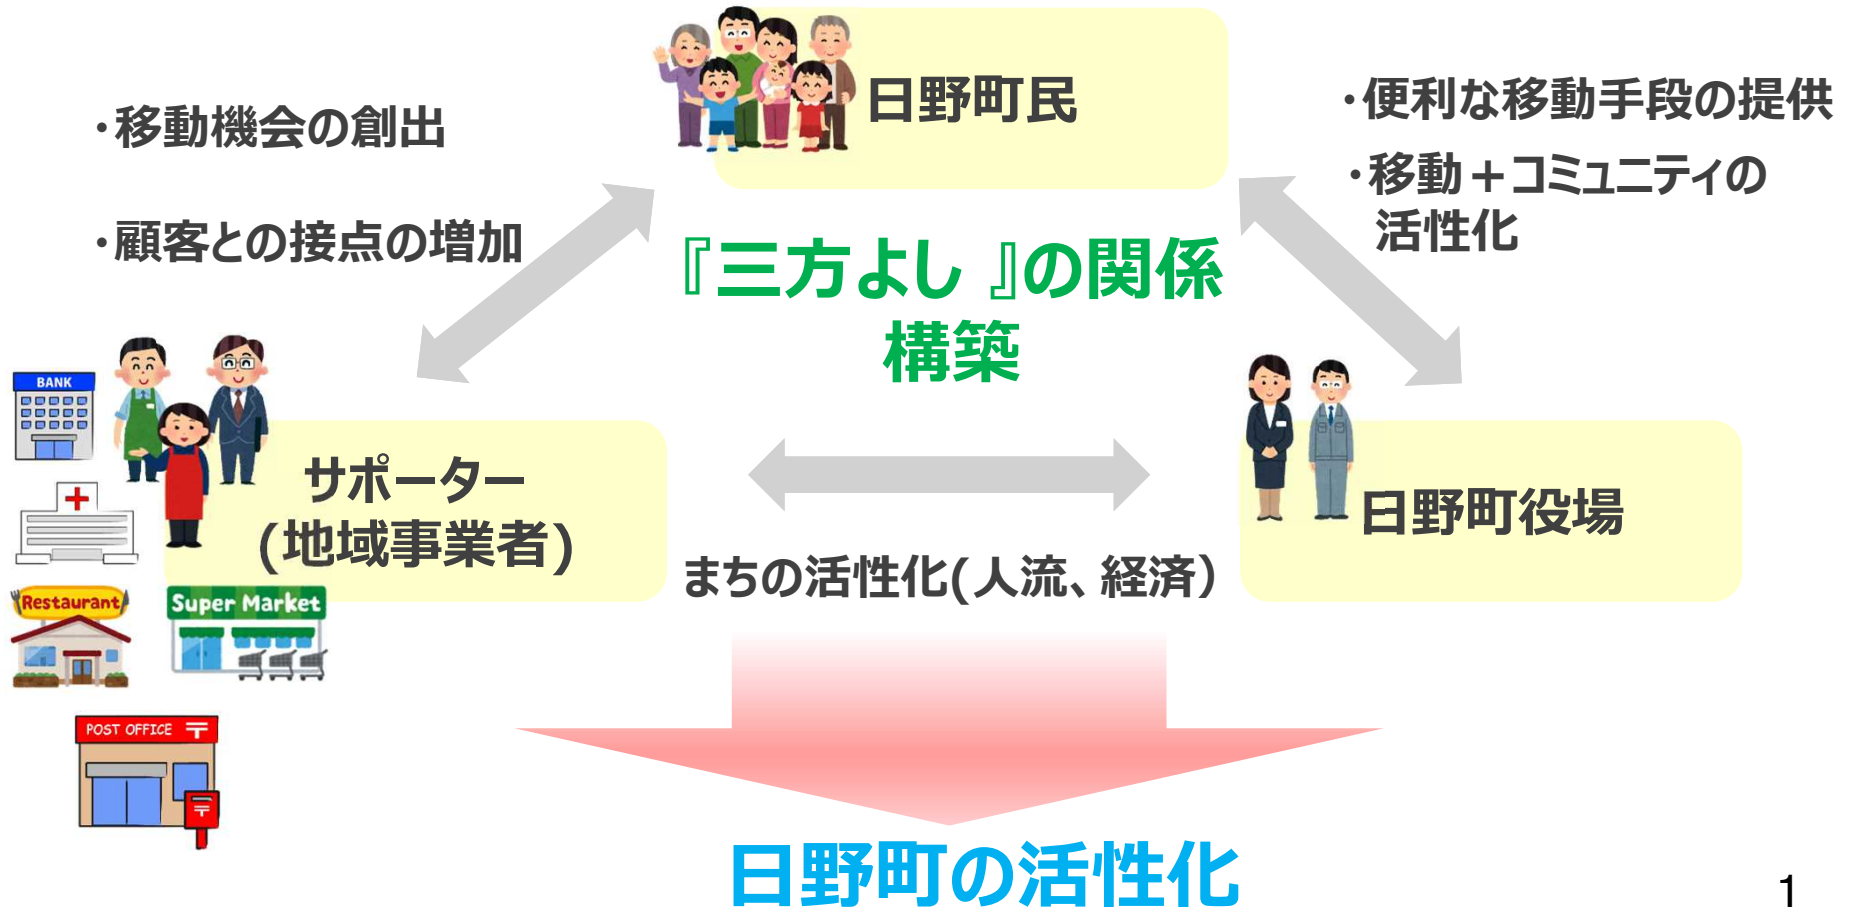 日野町民
・移動機会の創出
・顧客との接点の増加
・便利な移動手段の提供
・移動+コミュニティの
活性化
『三方よし 』の関係
構築
BANK
サポーター
(地域事業者)
日野町役場
まちの活性化(人流、経済)
Restaurant
Super Market
POST OFFICE 〒
〒
日野町の活性化
1